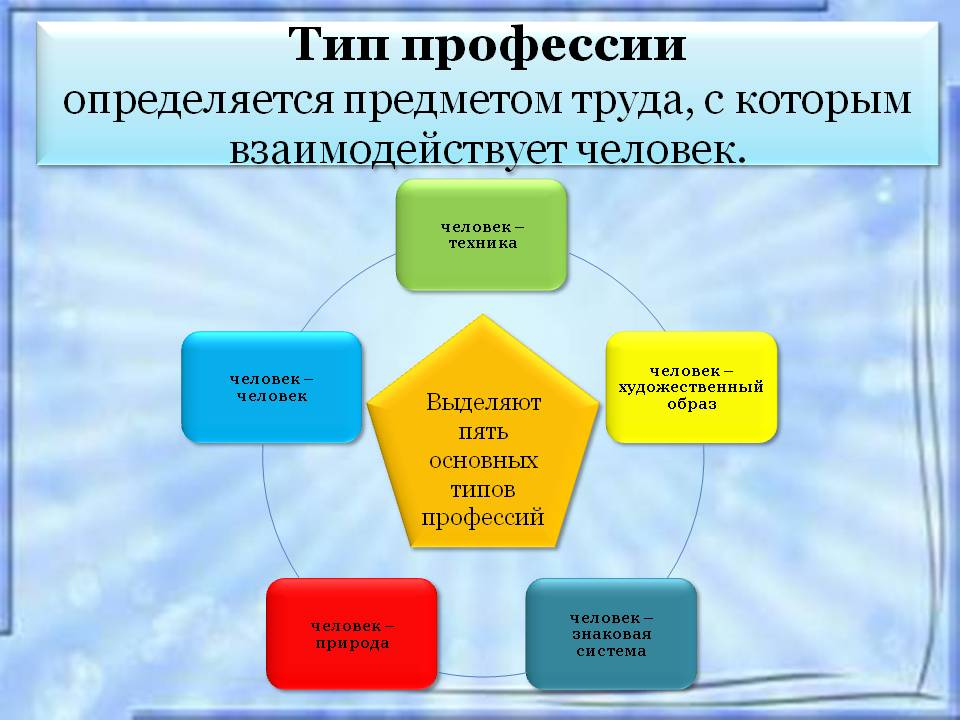 Тип профессии
определяется предметом труда, с которым
взаимодействует человек.
человек –
техника
человек –
человек
человек –
художественный
образ
Выделяют
пять
основных
типов
профессий
человек –
природа
человек –
знаковая
система